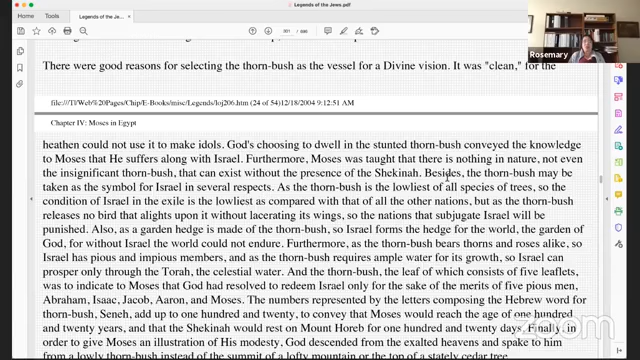 Legends of the Jews.pdf
Home
Tools
Legends of the Je...
301 / 698
Rosemary
There were good reasons for selecting the thorn-bush as the vessel for a Divine vision. It was "clean," for the
file:///T|/Web%20Pages/Chip/E-Books/misc/Legends/loj206.htm (24 of 54)12/18/2004 9:12:51 AM
Chapter IV: Moses in Egypt
heathen could not use it to make idols. God's choosing to dwell in the stunted thorn-bush conveyed the knowledge
to Moses that He suffers along with Israel. Furthermore, Moses was taught that there is nothing in nature, not even
the insignificant thorn-bush, that can exist without the presence of the Shekinah. Besides, the thorn-bush may be
taken as the symbol for Israel in several respects. As the thorn-bush is the lowliest of all species of trees, so the
condition of Israel in the exile is the lowliest as compared with that of all the other nations, but as the thorn-bush
releases no bird that alights upon it without lacerating its wings, so the nations that subjugate Israel will be
punished. Also, as a garden hedge is made of the thorn-bush, so Israel forms the hedge for the world, the garden of
God, for without Israel the world could not endure. Furthermore, as the thorn-bush bears thorns and roses alike, so
Israel has pious and impious members, and as the thorn-bush requires ample water for its growth, so Israel can
prosper only through the Torah, the celestial water. And the thorn-bush, the leaf of which consists of five leaflets,
was to indicate to Moses that God had resolved to redeem Israel only for the sake of the merits of five pious men,
Abraham, Isaac, Jacob, Aaron, and Moses. The numbers represented by the letters composing the Hebrew word for
thorn-bush, Seneh, add up to one hundred and twenty, to convey that Moses would reach the age of one hundred
and twenty years, and that the Shekinah would rest on Mount Horeb for one hundred and twenty days. Finally, in
order to give Moses an illustration of His modesty, God descended from the exalted heavens and spake to him
from a lowly thorn-bush instead of the summit of a lofty mountain or the top of a stately cedar tree.
zoom